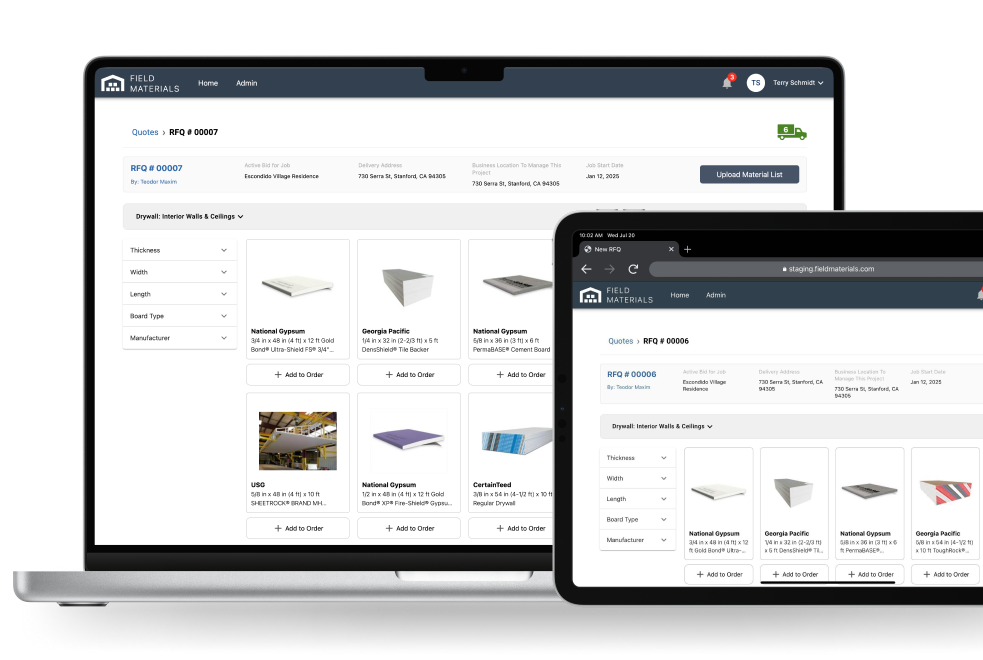 FIELD
MATERIALS
Home
Admin
3
TS
Terry Schmidt
Quotes › RFQ # 00007
6
RFQ # 00007
By: Teodor Maxim
Active Bid for Job
Escondido Village Residence
Delivery Address
730 Serra St, Stanford, CA 94305
Business Location To Manage This
Project
730 Serra St, Stanford, CA 94305
Job Start Date
Jan 12, 2025
Upload Material List
Drywall: Interior Walls & Ceilings
Thickness
Width
Length
Board Type
Manufacturer
National Gypsum
3/4 in x 48 in (4 ft) x 12 ft Gold
Bond® Ultra-Shield FS® 3/4"...
+ Add to Order
Georgia Pacific
1/4 in x 32 in (2-2/3 ft) x 5 ft
DensShield® Tile Backer
+ Add to Order
National Gypsum
5/8 in x 36 in (3 ft) x 6 ft
PermaBASE® Cement Board
+ Add to Order
USG
5/8 in x 48 in (4 ft) x 10 ft
SHEETROCK® BRAND MH...
+ Add to Order
National Gypsum
1/2 in x 48 in (4 ft) x 12 ft Gold
Bond® XP® Fire-Shield® Gypsu...
+ Add to Order
CertainTeed
3/8 in x 54 in (4-1/2 ft) x 10 ft
Regular Drywall
+ Add to Order
10:02 AM Wed Jul 20
New RFQ
staging.fieldmaterials.com
FIELD
MATERIALS
Home
Admin
Quotes › RFQ # 00006
RFQ # 00006
By: Teodor Maxim
Active Bid for Job
Escondido Village
Residence
Delivery Address
730 Serra St, Stanford, CA
94305
Business Location To
Manage This Project
730 Serra St, Stanford, CA
94305
Job Start Date
Jan 12, 2025
Drywall: Interior Walls & Ceilings
Thickness
Width
Length
Board Type
Manufacturer
National Gypsum
3/4 in x 48 in (4 ft) x 12
ft Gold Bond® Ultra-...
+ Add to Order
Georgia Pacific
1/4 in x 32 in (2-2/3 ft)
x 5 ft DensShield® Til...
+ Add to Order
National Gypsum
5/8 in x 36 in (3 ft) x 6
ft PermaBASE®...
+ Add to Order
Georgia Pacific
5/8 in x 54 in (4-1/2 ft)
x 10 ft ToughRock®...
+ Add to Order